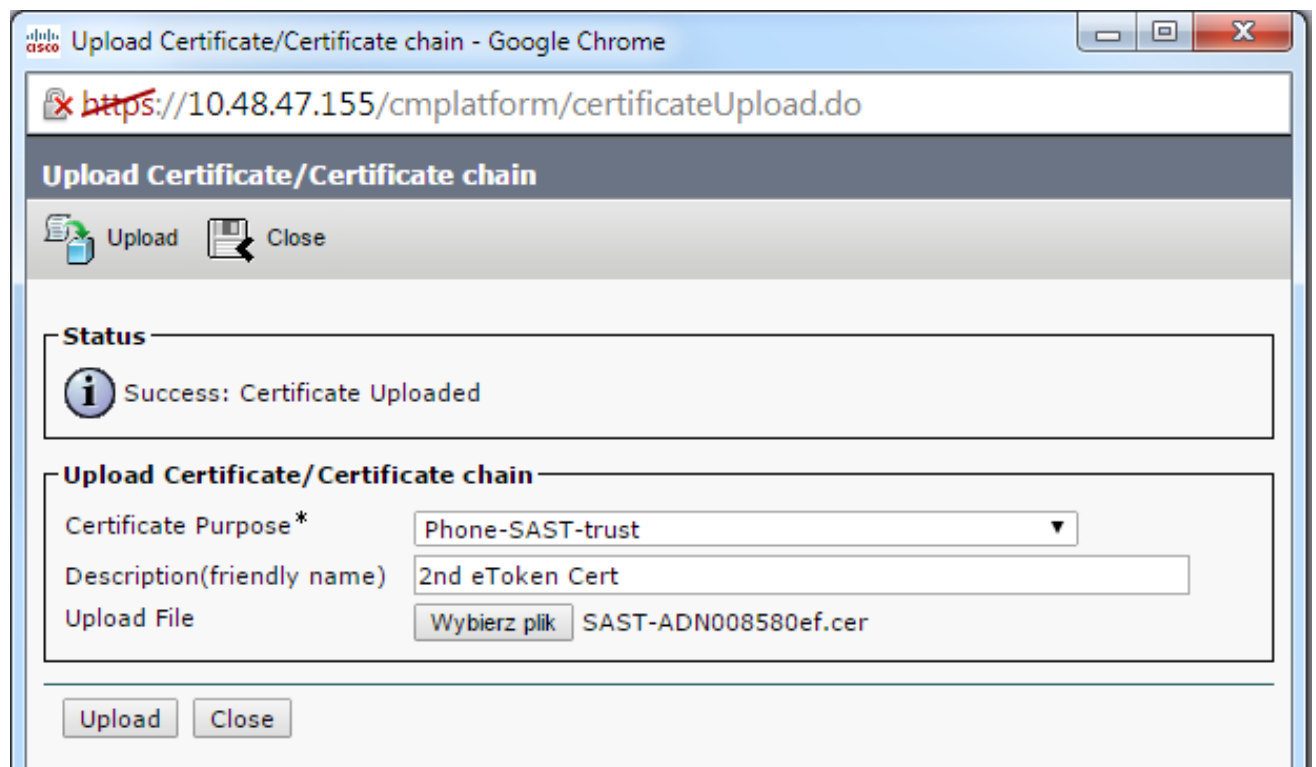 cisco Upload Certificate/Certificate chain - Google Chrome
https://10.48.47.155/cmplatform/certificateUpload.do
Upload Certificate/Certificate chain
Upload Close
Status
Success: Certificate Uploaded
Upload Certificate/Certificate chain
Certificate Purpose* Phone-SAST-trust
Description(friendly name) 2nd eToken Cert
Upload File Wybierz plik SAST-ADN008580ef.cer
Upload Close